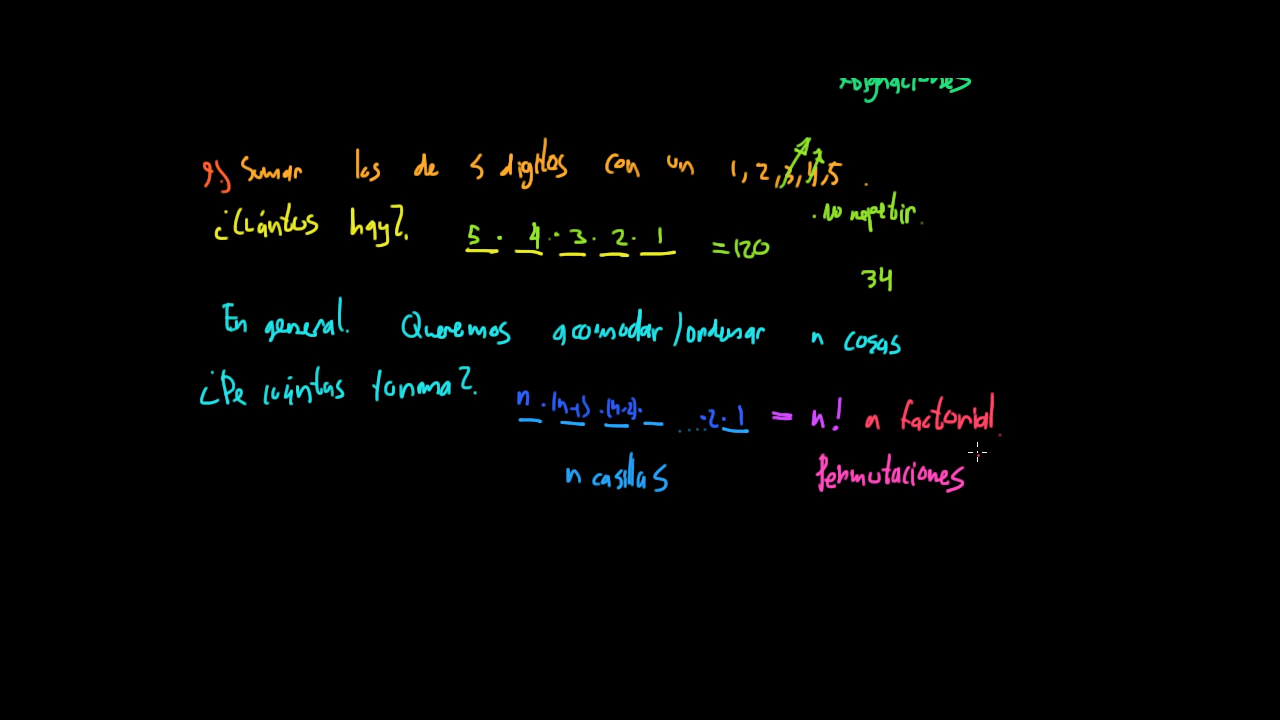 Asignaciones
9.) Sumar los de 5 digitos con un 1, 2, 3, 4, 5 .
. No repetir.
¿Cuántos hay?. 5 · 4 · 3 · 2 · 1 = 120
34
En general. Queremos acomodar / ordenar n cosas
¿De cuántas forma?. n · (n-1) · (n-2) · .... · 2 · 1 = n! n factorial.
n casillas Permutaciones